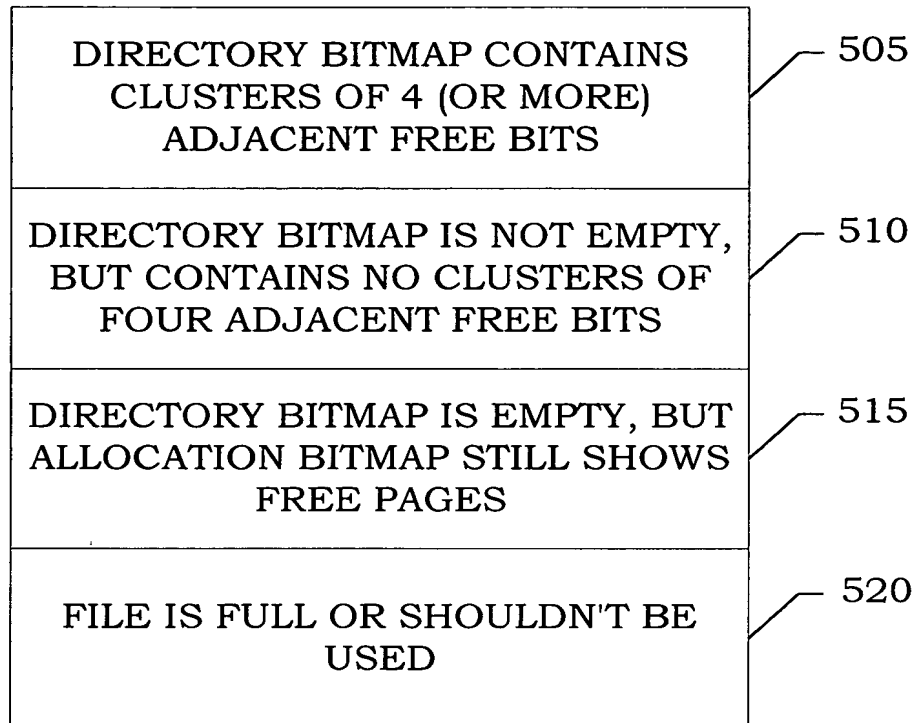 DIRECTORY BITMAP CONTAINS
CLUSTERS OF 4 (OR MORE)
ADJACENT FREE BITS
505
DIRECTORY BITMAP IS NOT EMPTY,
BUT CONTAINS NO CLUSTERS OF
FOUR ADJACENT FREE BITS
510
DIRECTORY BITMAP IS EMPTY, BUT
ALLOCATION BITMAP STILL SHOWS
FREE PAGES
515
FILE IS FULL OR SHOULDN'T BE
USED
520